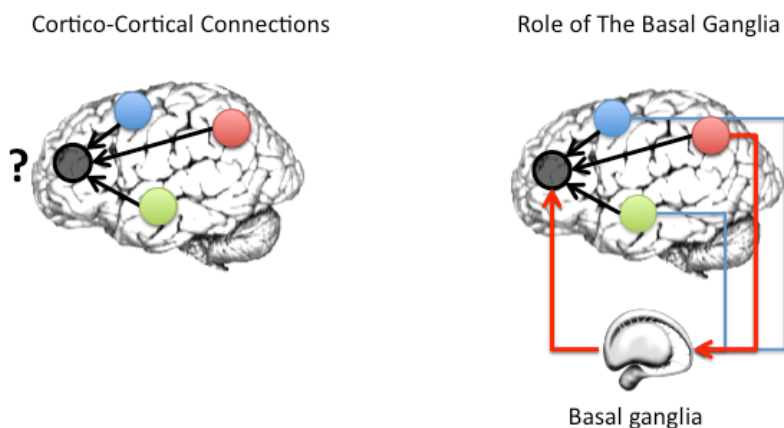 Cortico-Cortical Connections
Role of The Basal Ganglia
?
Basal ganglia